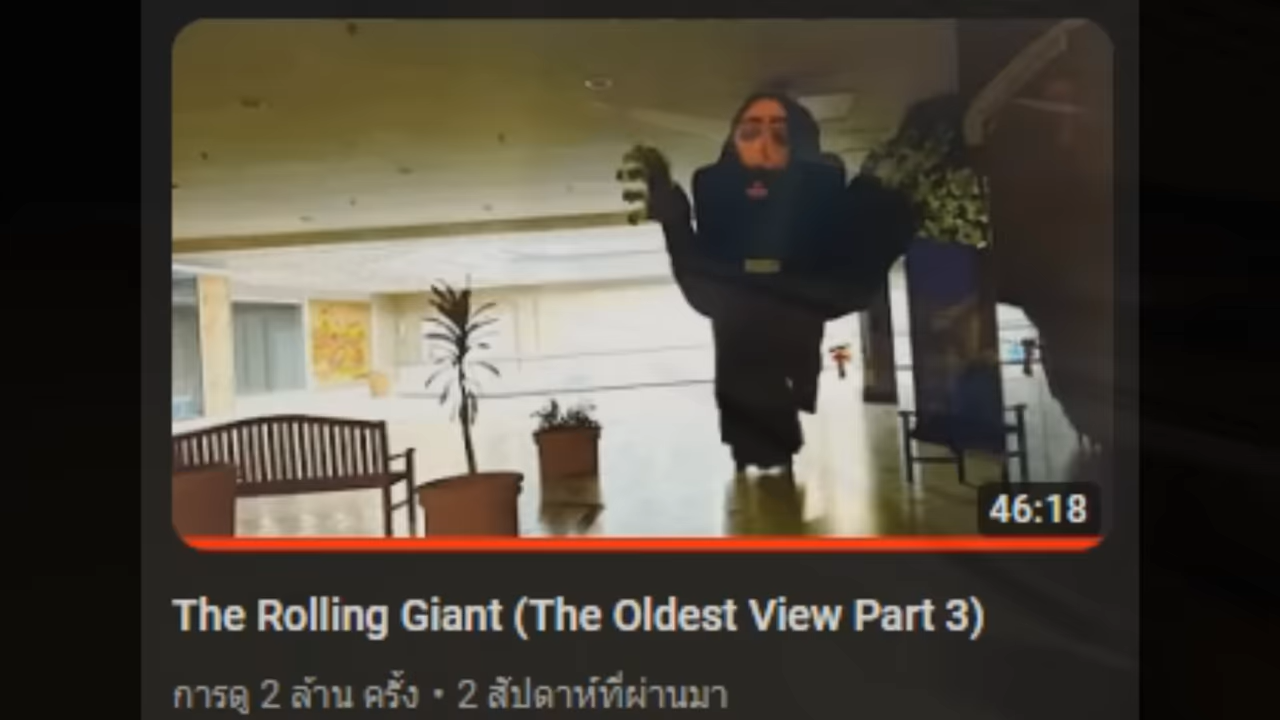 46:18
The Rolling Giant (The Oldest View Part 3)
การดู 2 ล้าน ครั้ง • 2 สัปดาห์ที่ผ่านมา